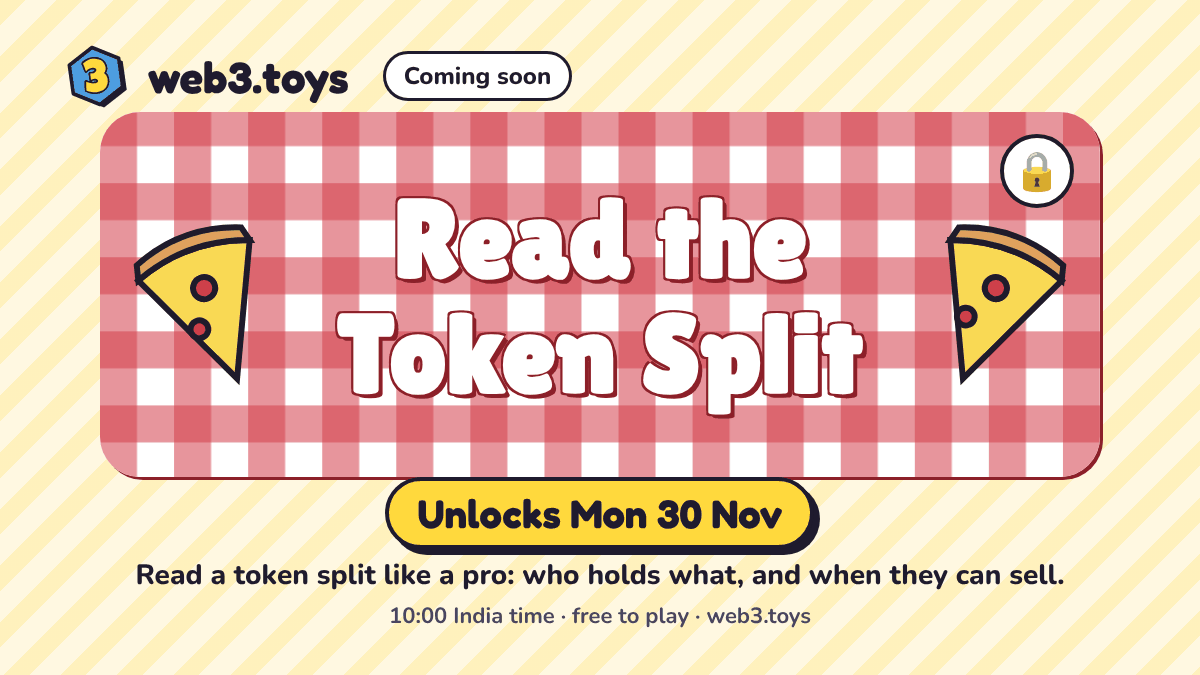 3 web3.toys Coming soon
Read the
Token Split
Unlocks Mon 30 Nov
Read a token split like a pro: who holds what, and when they can sell.
10:00 India time · free to play · web3.toys